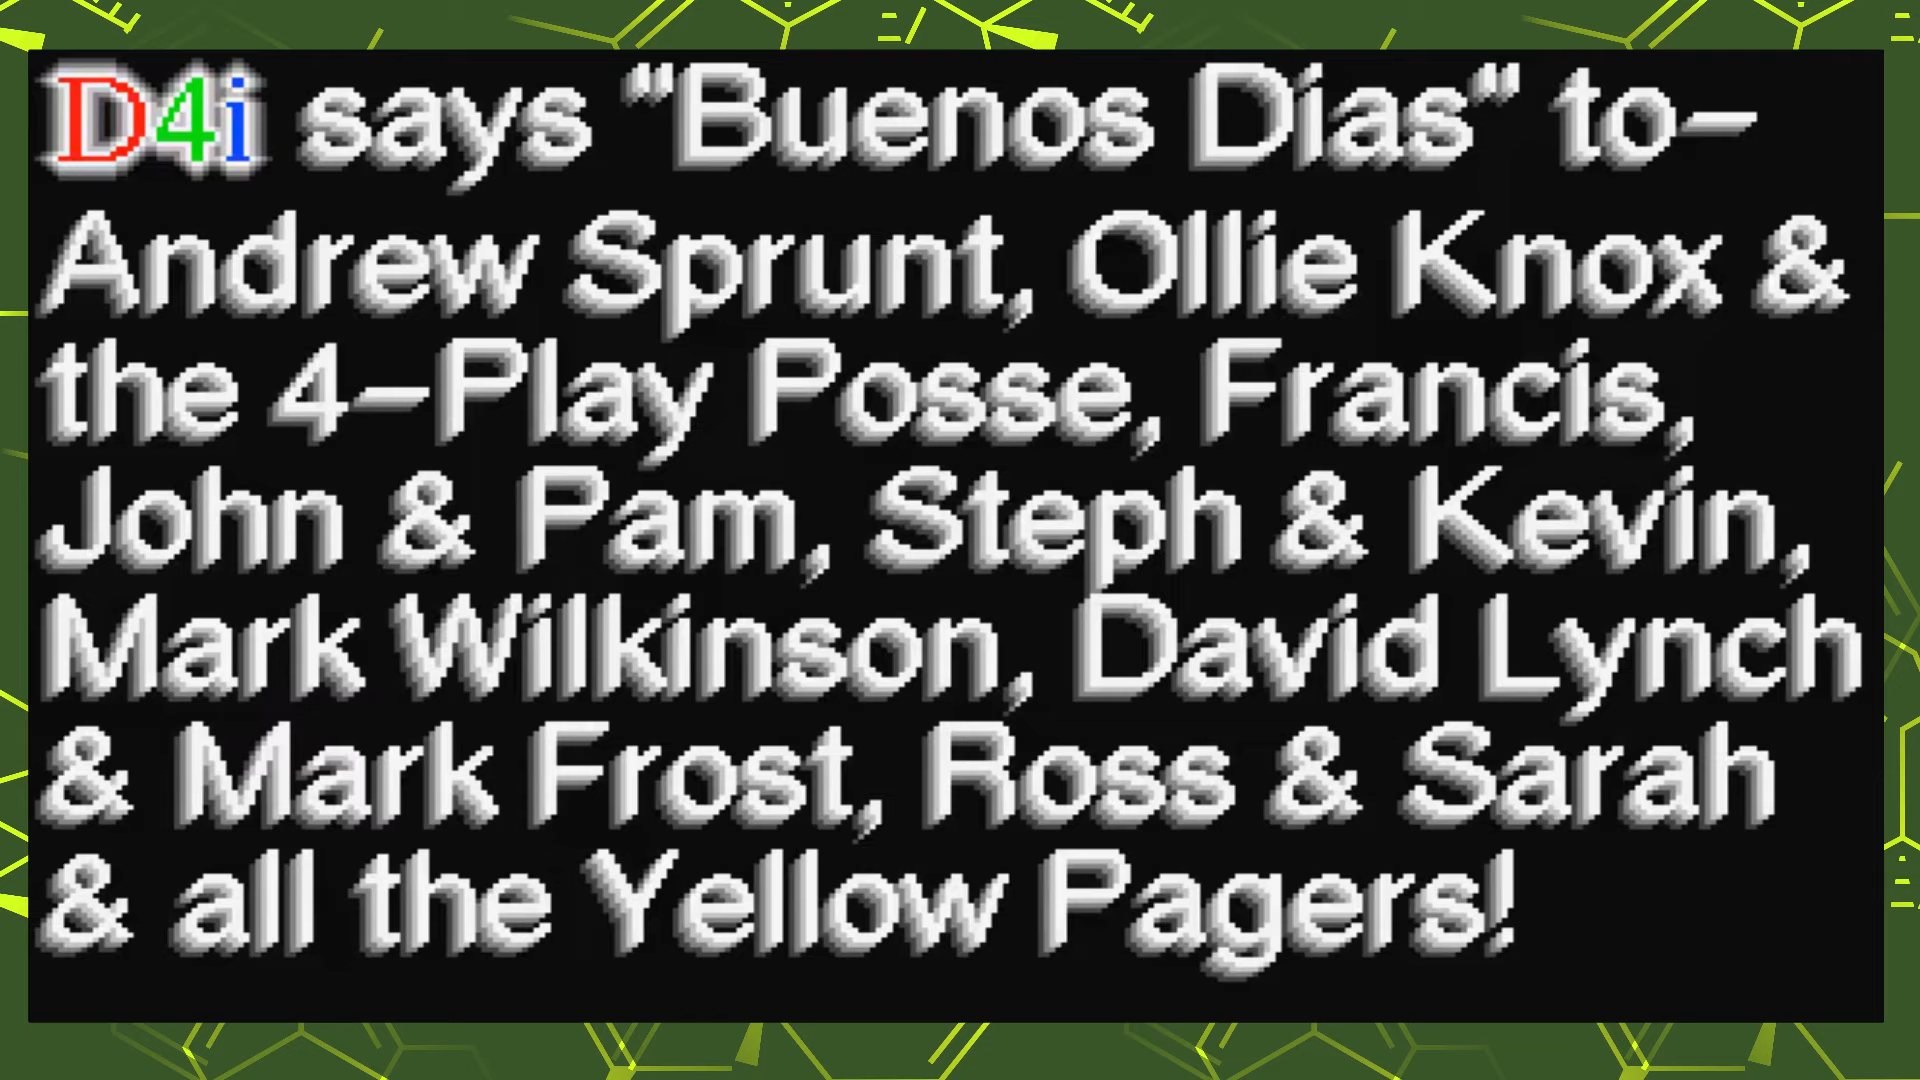 D4i says "Buenos Dias" to-
Andrew Sprunt, Ollie Knox &
the 4-Play Posse, Francis,
John & Pam, Steph & Kevin,
Mark Wilkinson, David Lynch
& Mark Frost, Ross & Sarah
& all the Yellow Pagers!